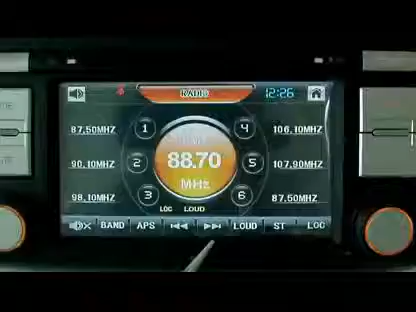 RADIO 12:26
87.50MHZ 1 4 106.10MHZ
90.10MHZ 2 88.70 MHz 5 107.90MHZ
98.10MHZ 3 6 87.50MHZ
LOC LOUD
BAND APS LOUD ST LOC